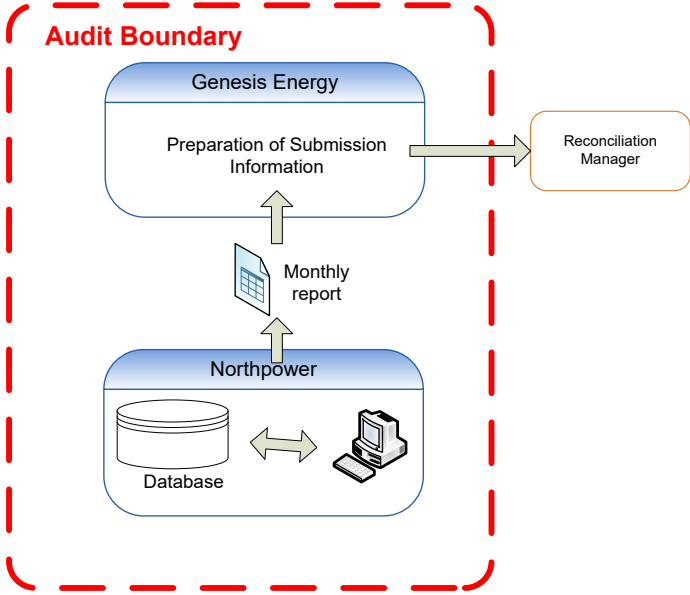 Audit Boundary
Genesis Energy
Preparation of Submission
Information
Reconciliation
Manager
Monthly
report
Northpower
Database